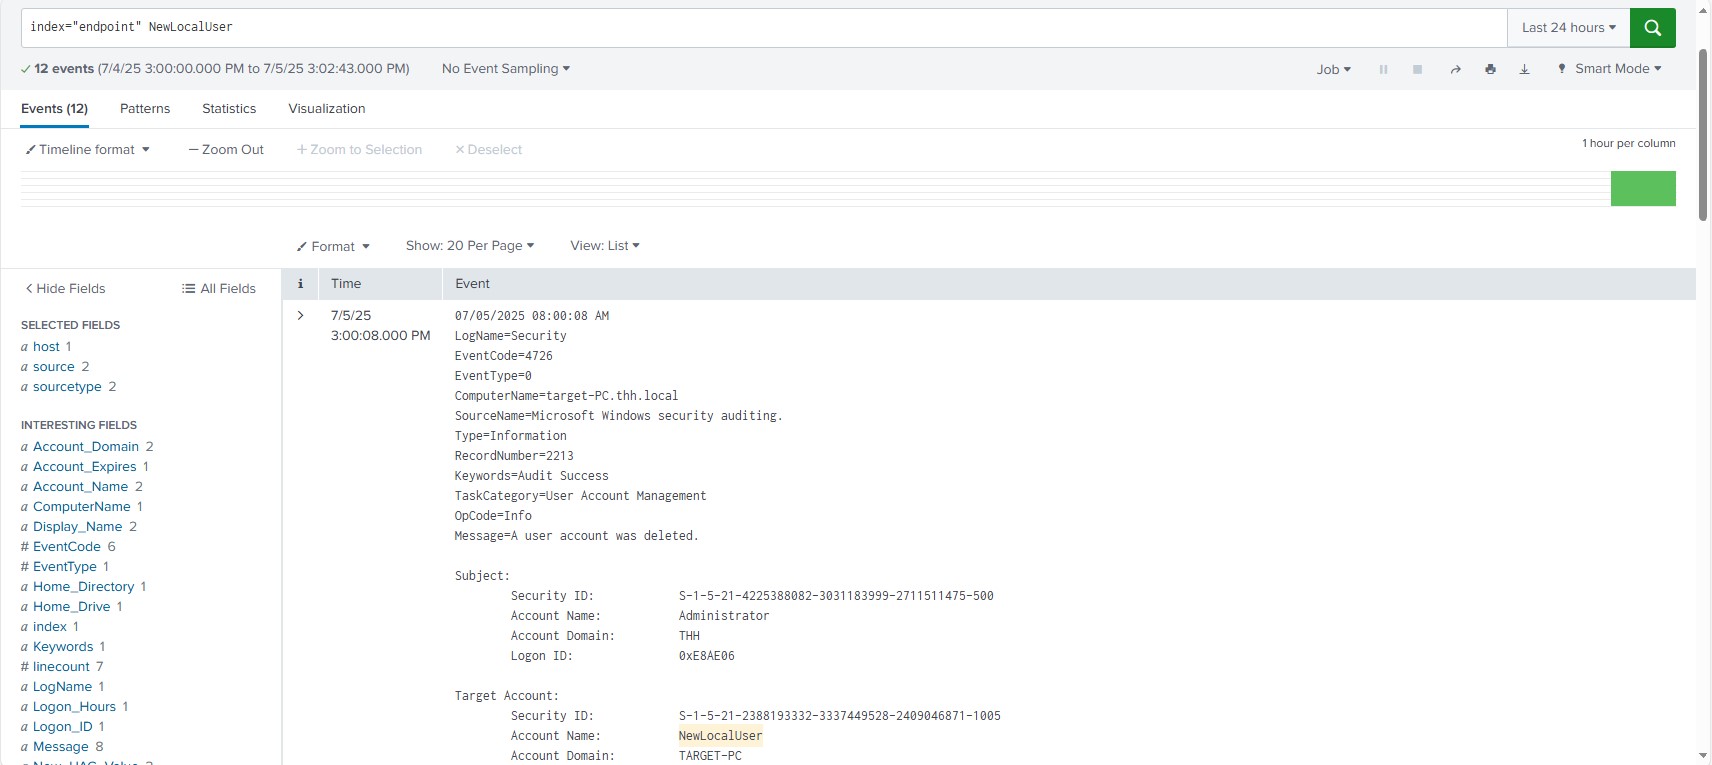 index="endpoint" NewLocalUser
Last 24 hours
12 events (7/4/25 3:00:00.000 PM to 7/5/25 3:02:43.000 PM)
No Event Sampling
Job
Smart Mode
Events (12)
Patterns
Statistics
Visualization
Timeline format
— Zoom Out
+ Zoom to Selection
× Deselect
1 hour per column
Format
Show: 20 Per Page
View: List
< Hide Fields
All Fields
i
Time
Event
SELECTED FIELDS
a host 1
a source 2
a sourcetype 2
INTERESTING FIELDS
a Account_Domain 2
a Account_Expires 1
a Account_Name 2
a ComputerName 1
a Display_Name 2
# EventCode 6
# EventType 1
a Home_Directory 1
a Home_Drive 1
a index 1
a Keywords 1
# linecount 7
a LogName 1
a Logon_Hours 1
a Logon_ID 1
a Message 8
a New_UAC_Value 2
>
7/5/25
3:00:08.000 PM
07/05/2025 08:00:08 AM
LogName=Security
EventCode=4726
EventType=0
ComputerName=target-PC.thh.local
SourceName=Microsoft Windows security auditing.
Type=Information
RecordNumber=2213
Keywords=Audit Success
TaskCategory=User Account Management
OpCode=Info
Message=A user account was deleted.
Subject:
Security ID: S-1-5-21-4225388082-3031183999-2711511475-500
Account Name: Administrator
Account Domain: THH
Logon ID: 0xE8AE06
Target Account:
Security ID: S-1-5-21-2388193332-3337449528-2409046871-1005
Account Name: NewLocalUser
Account Domain: TARGET-PC